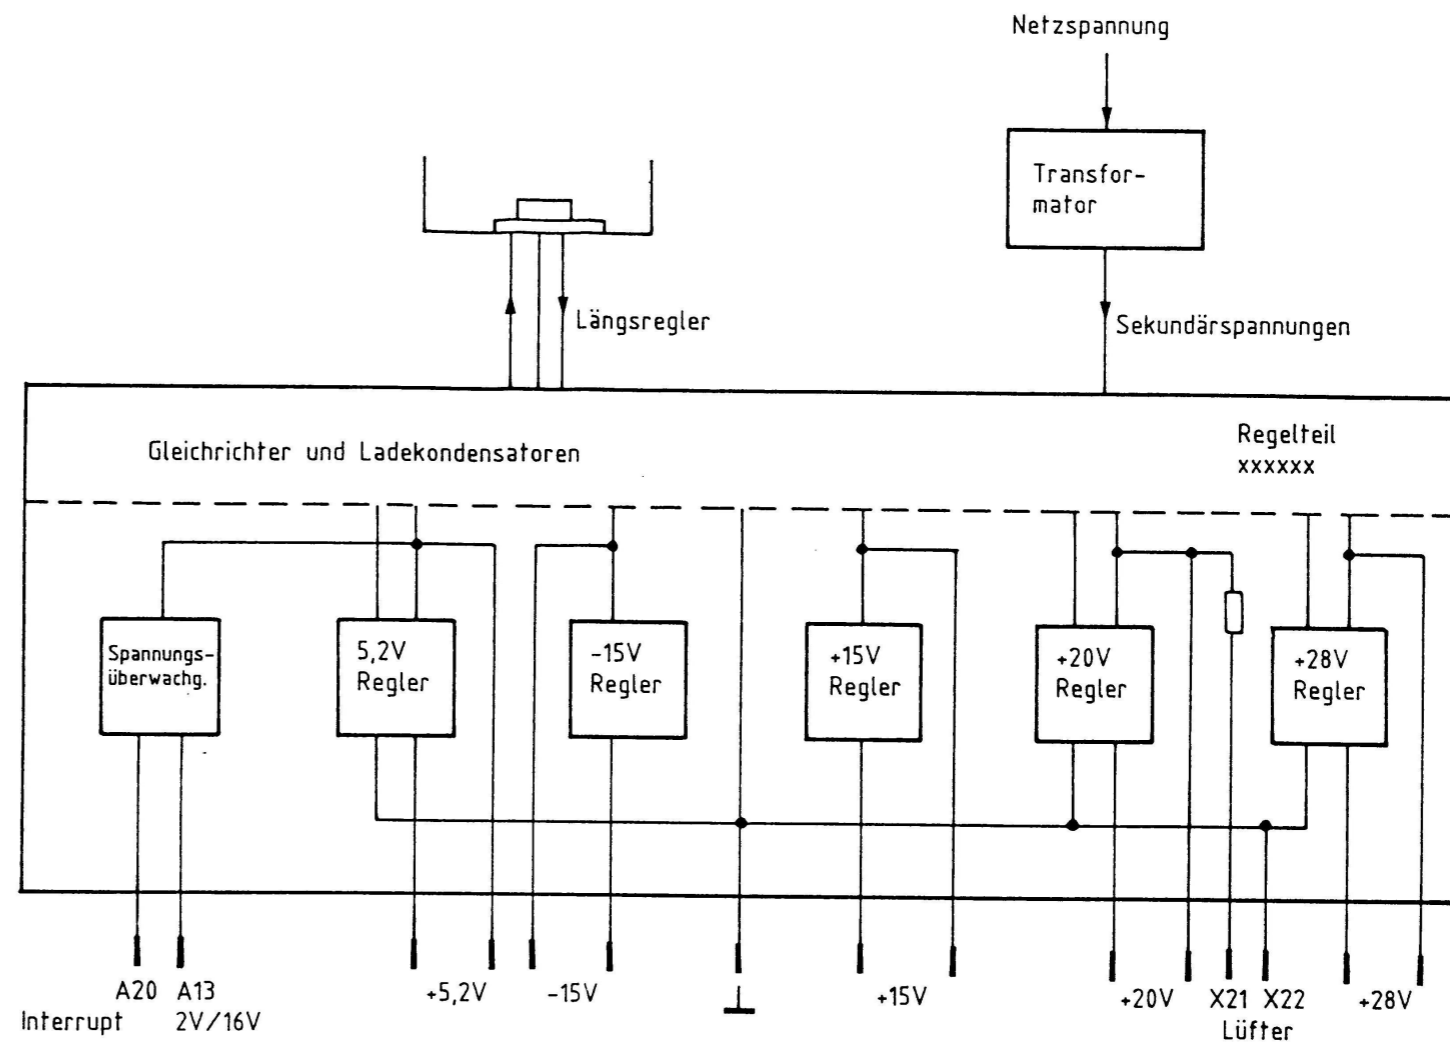 Netzspannung
Transfor-
mator
Längsregler
Sekundärspannungen
Gleichrichter und Ladekondensatoren
Regelteil
xxxxxx
Spannungs-
überwachg.
5,2V
Regler
-15V
Regler
+15V
Regler
+20V
Regler
+28V
Regler
A20 A13
Interrupt 2V/16V
+5,2V
-15V
+15V
+20V
X21 X22
Lüfter
+28V